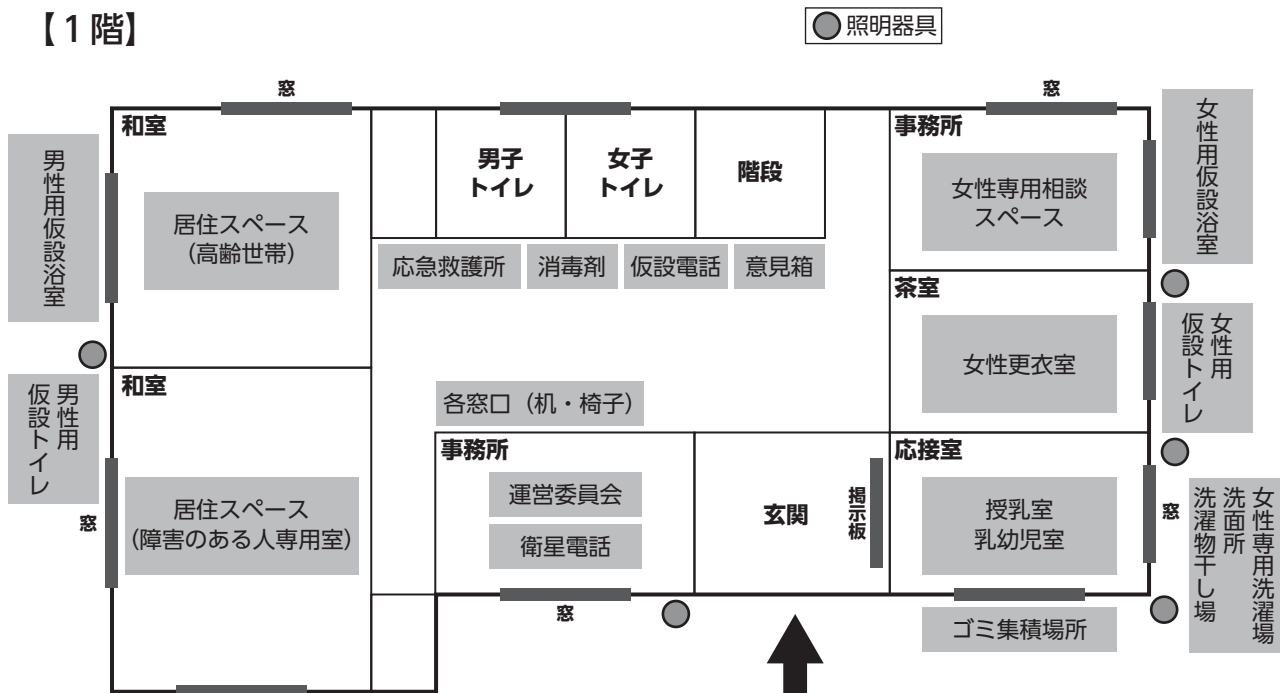 【1階】
照明器具
窓
窓
和室
事務所
男性用仮設浴室
女性用仮設浴室
男子
トイレ
女子
トイレ
階段
居住スペース
(高齢世帯)
女性専用相談
スペース
応急救護所
消毒剤
仮設電話
意見箱
茶室
女性用
仮設トイレ
女性更衣室
男性用
仮設トイレ
和室
各窓口(机・椅子)
事務所
応接室
運営委員会
衛星電話
玄関
掲示板
授乳室
乳幼児室
窓
窓
居住スペース
(障害のある人専用室)
女性専用洗濯場
洗面所
洗濯物干し場
窓
ゴミ集積場所